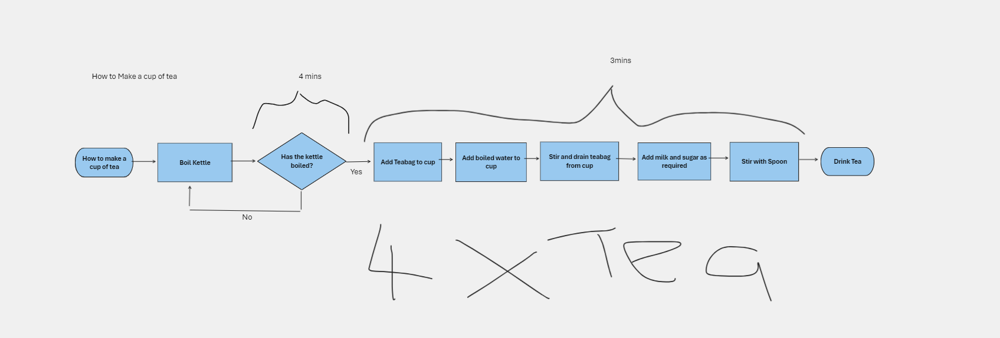 3mins
How to Make a cup of tea
4 mins
How to make a
cup of tea
Boil Kettle
Has the kettle
boiled?
Yes
No
Add Teabag to cup
Add boiled water to
cup
Stir and drain teabag
from cup
Add milk and sugar as
required
Stir with Spoon
Drink Tea
4 x Tea